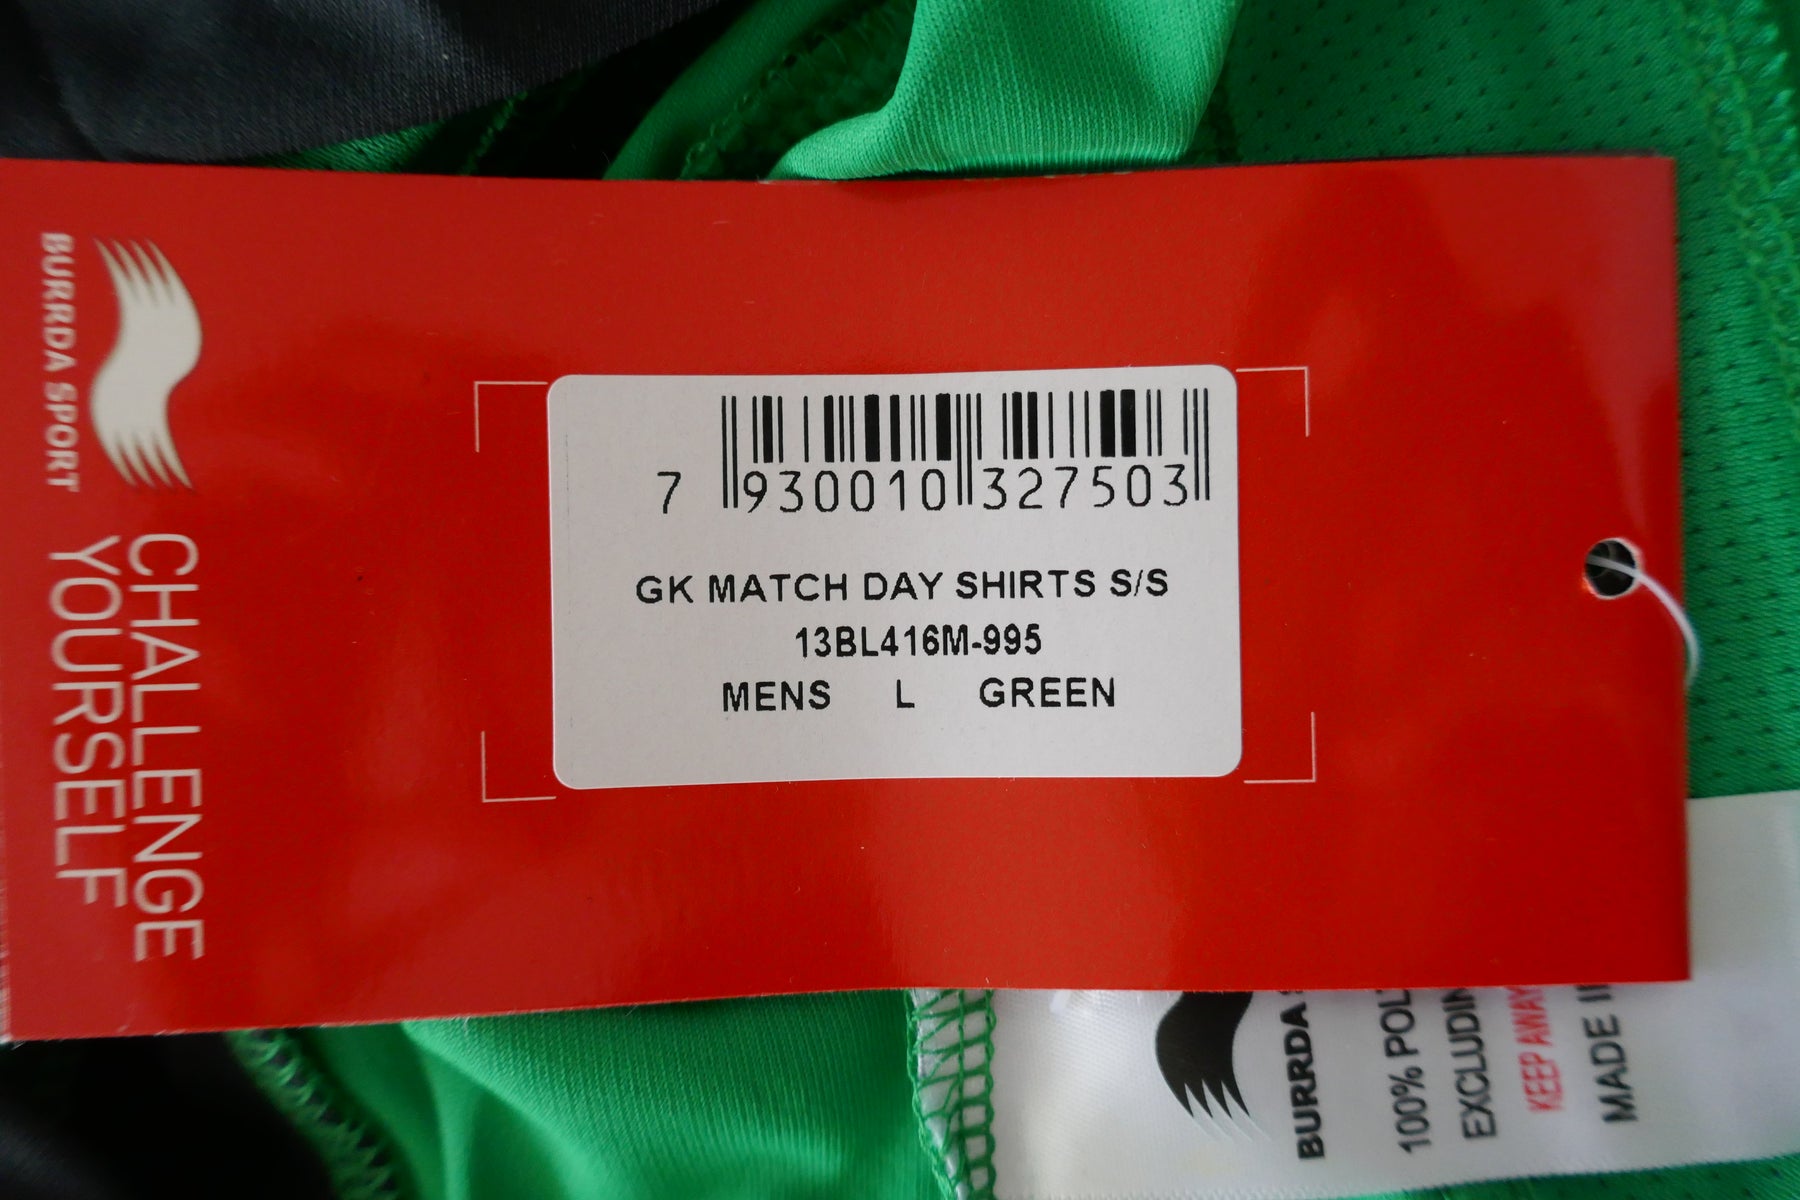 BURRDA SPORT
CHALLENGE
YOURSELF
7 930010 327503
GK MATCH DAY SHIRTS S/S
13BL416M-995
MENS L GREEN
BURRDA
100% POL
EXCLUDIN
KEEP AWAY
MADE I